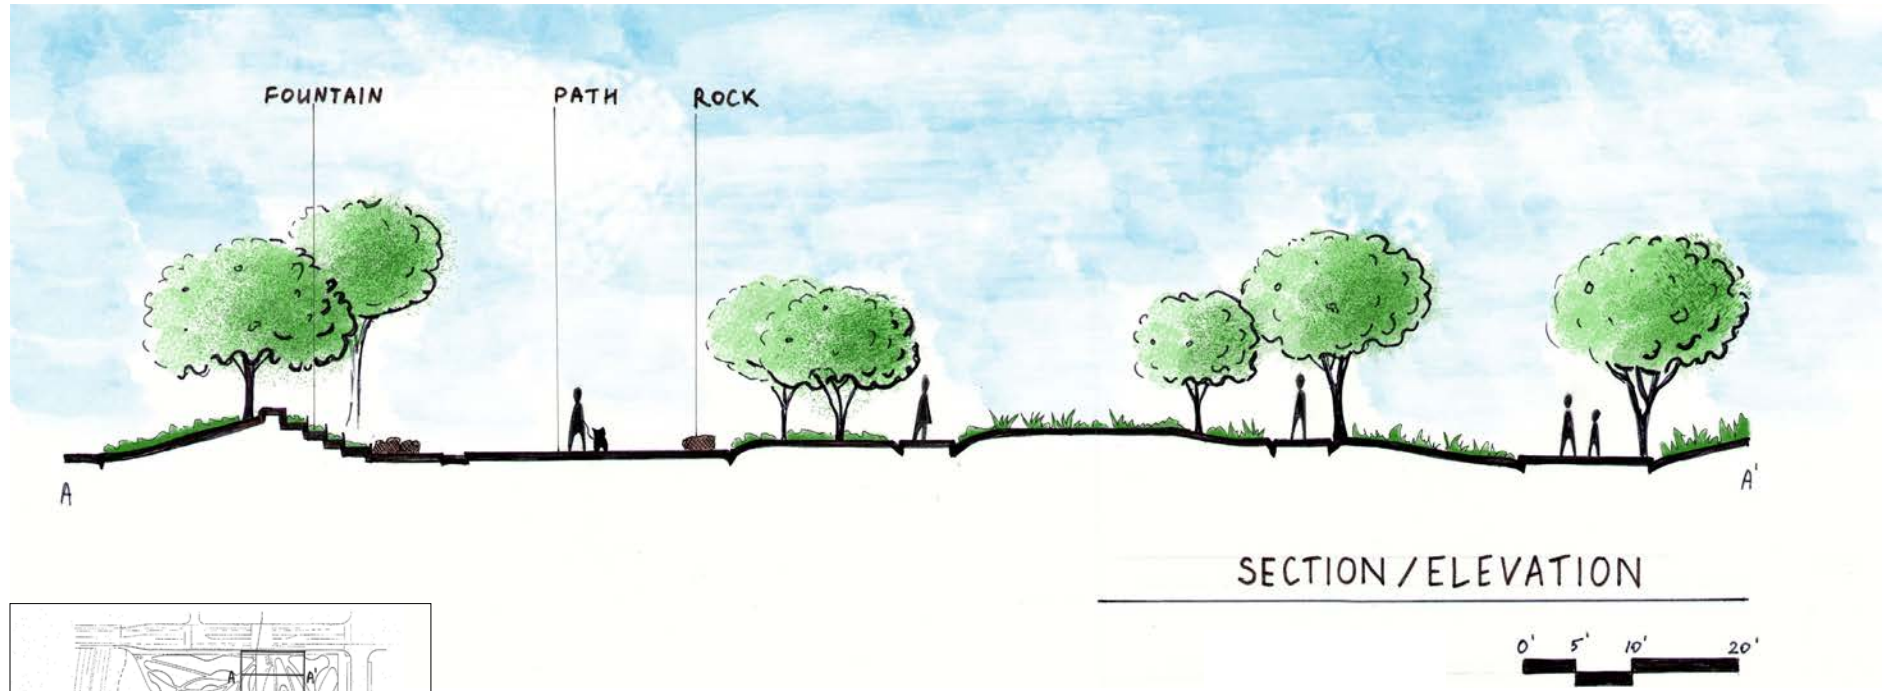 FOUNTAIN PATH ROCK
A A'
SECTION/ELEVATION
0' 5' 10' 20'
A A'